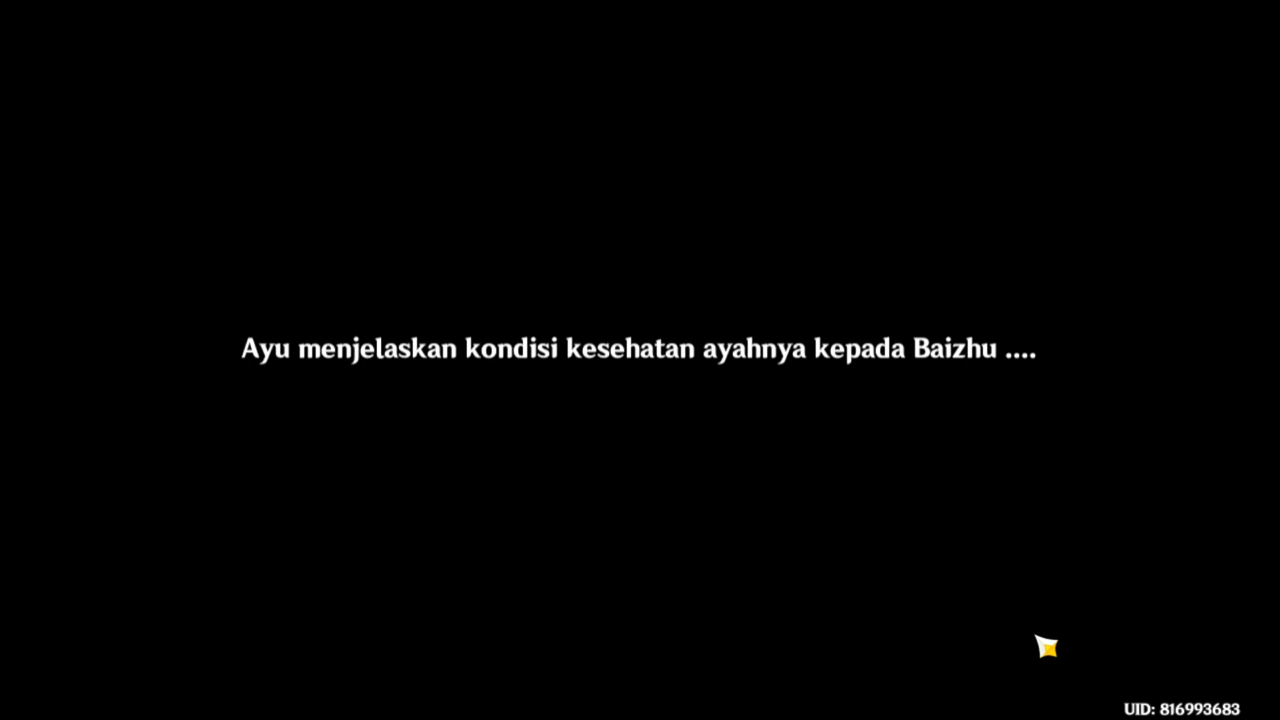 Ayu menjelaskan kondisi kesehatan ayahnya kepada Baizhu ....
UID: 816993683